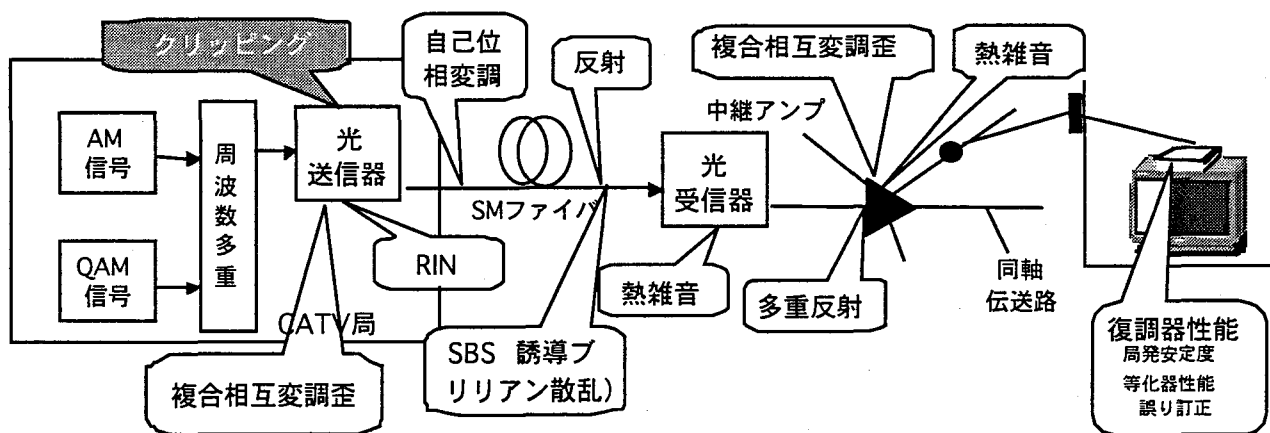 クリッピング
自己位
相変調
反射
複合相互変調歪
熱雑音
中継アンプ
AM
信号
周波数多重
光
送信器
SMファイバ
光
受信器
QAM
信号
RIN
熱雑音
多重反射
同軸
伝送路
CATV局
複合相互変調歪
SBS 誘導ブ
リリアン散乱)
復調器性能
局発安定度
等化器性能
誤り訂正